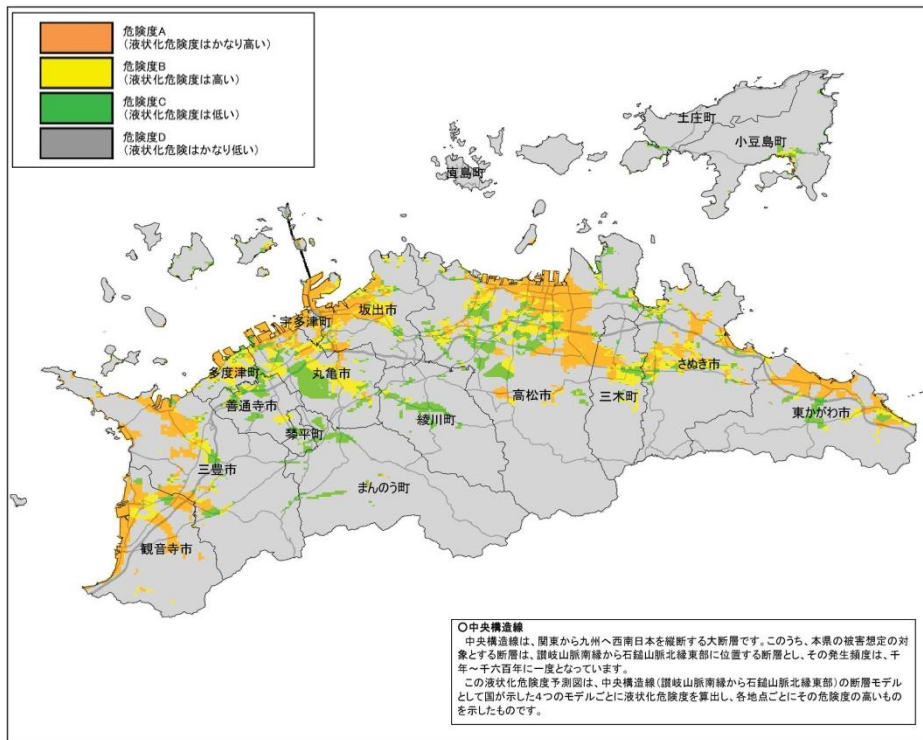 危険度A
（液状化危険度はかなり高い）
危険度B
（液状化危険度は高い）
危険度C
（液状化危険度は低い）
危険度D
（液状化危険はかなり低い）
土庄町
小豆島町
直島町
坂出市
宇多津町
さぬき市
多度津町
丸亀市
善通寺市
高松市
三木町
東かがわ市
綾川町
琴平町
三豊市
まんのう町
観音寺市
○中央構造線
中央構造線は、関東から九州へ西南日本を縦断する大断層です。このうち、本県の被害想定の
対象とする断層は、讃岐山脈南縁から石鎚山脈北縁東部に位置する断層とし、その発生頻度は、千
年～千六百年に一度となっています。
この液状化危険度予測図は、中央構造線（讃岐山脈南縁から石鎚山脈北縁東部）の断層モデル
として国が示した４つのモデルごとに液状化危険度を算出し、各地点ごとにその危険度の高いもの
を示したものです。